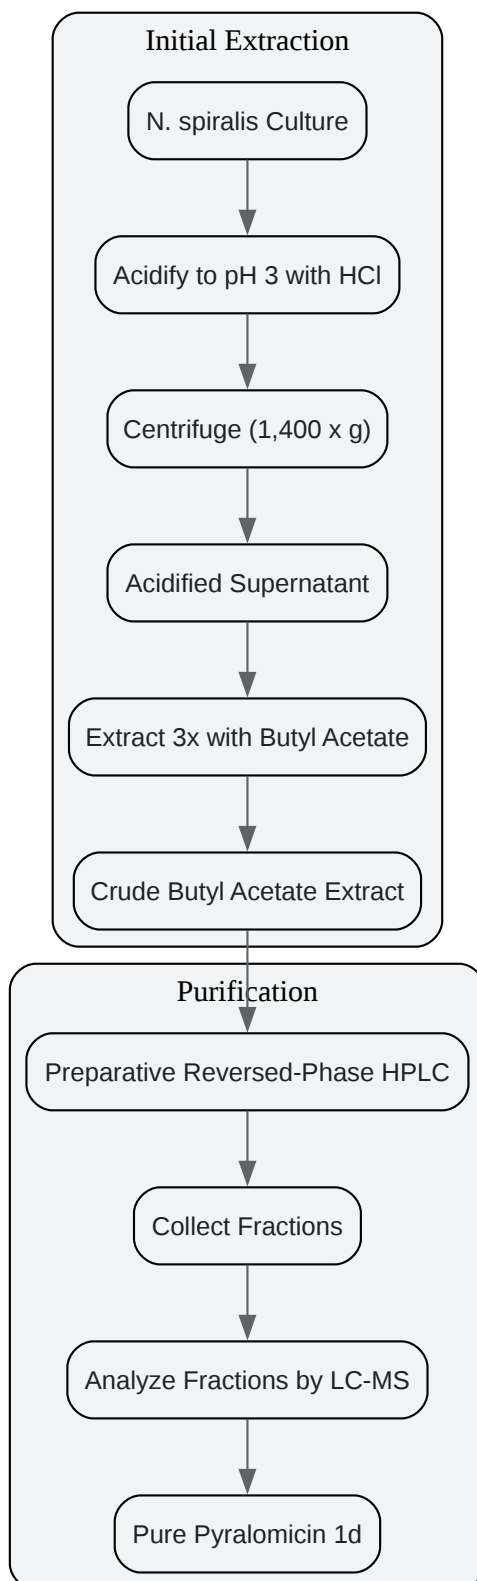 Initial Extraction
N. spiralis Culture
Acidify to pH 3 with HCl
Centrifuge (1,400 x g)
Acidified Supernatant
Extract 3x with Butyl Acetate
Crude Butyl Acetate Extract
Purification
Preparative Reversed-Phase HPLC
Collect Fractions
Analyze Fractions by LC-MS
Pure Pyralomicin 1d